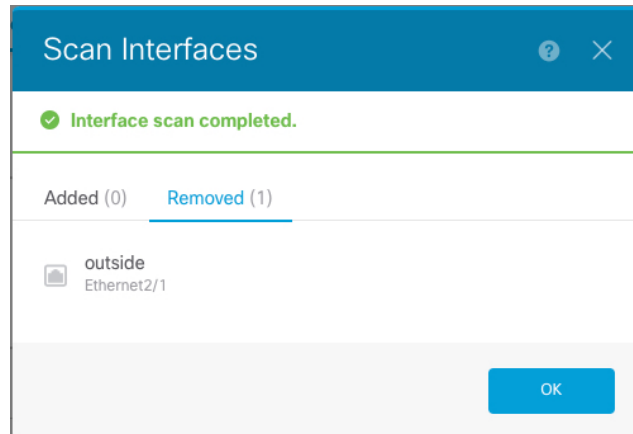 Scan Interfaces
Interface scan completed.
Added (0) Removed (1)
outside
Ethernet2/1
OK